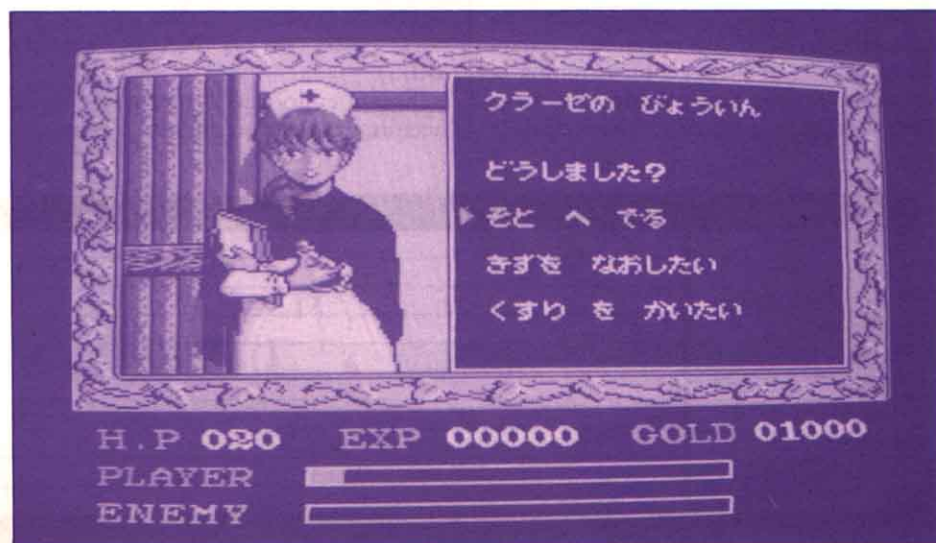 クラーゼの びょういん
どうしました?
そと へ でる
きずを なおしたい
くすり を かいたい
H.P 020 EXP 00000 GOLD 01000
PLAYER
ENEMY